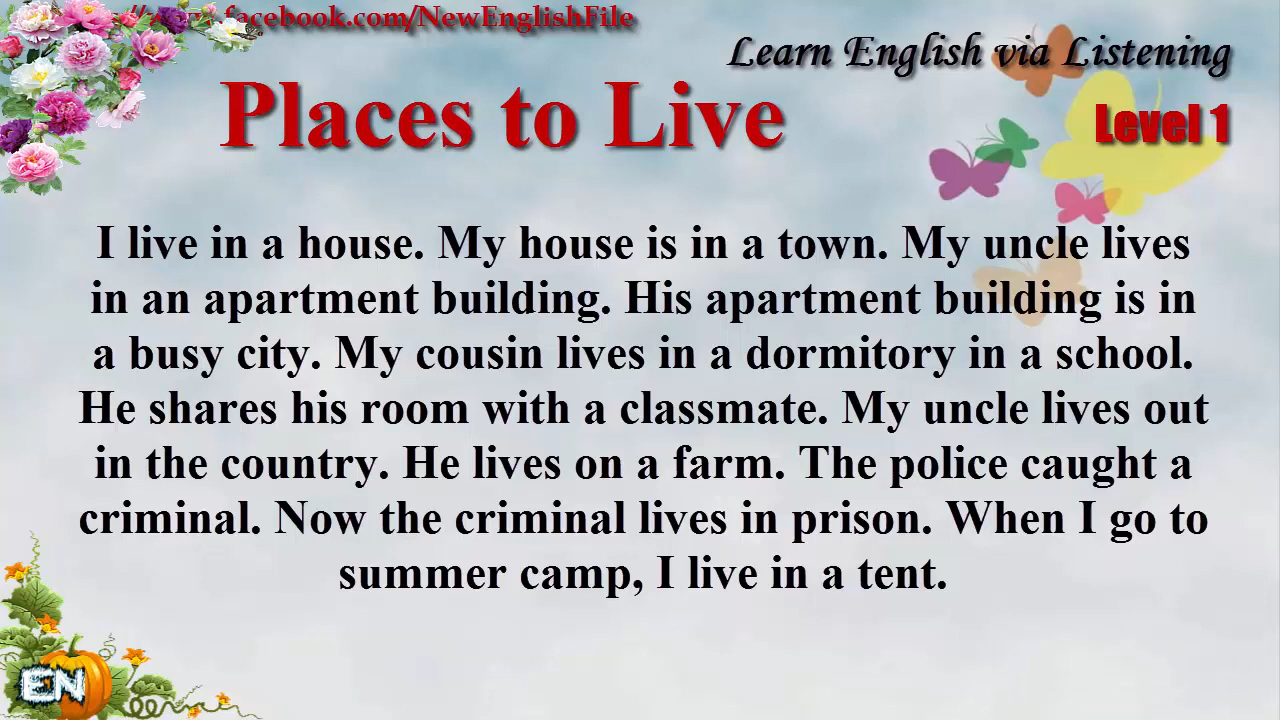 .facebook.com/NewEnglishFile
Learn English via Listening
Places to Live
Level 1
I live in a house. My house is in a town. My uncle lives
in an apartment building. His apartment building is in
a busy city. My cousin lives in a dormitory in a school.
He shares his room with a classmate. My uncle lives out
in the country. He lives on a farm. The police caught a
criminal. Now the criminal lives in prison. When I go to
summer camp, I live in a tent.
EN